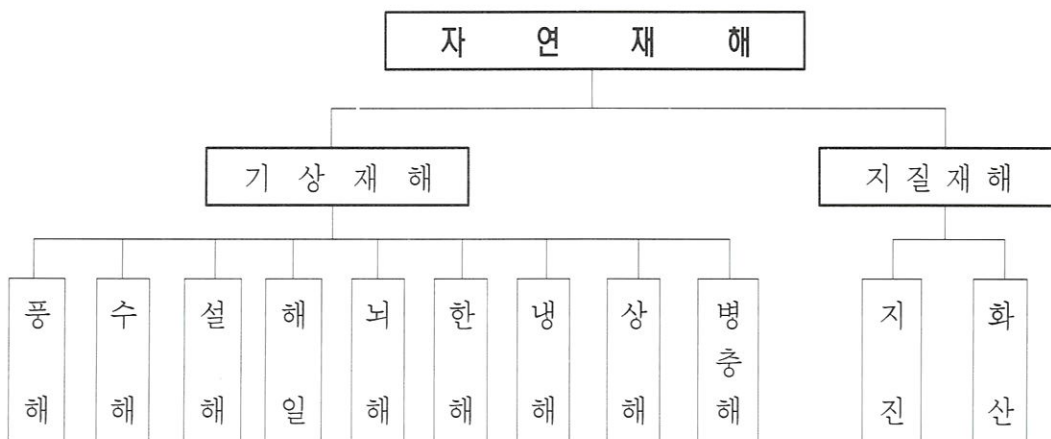 자 연 재 해
기 상 재 해
지 질 재 해
풍해
수해
설해
해일
뇌해
한해
냉해
상해
병충해
지진
화산